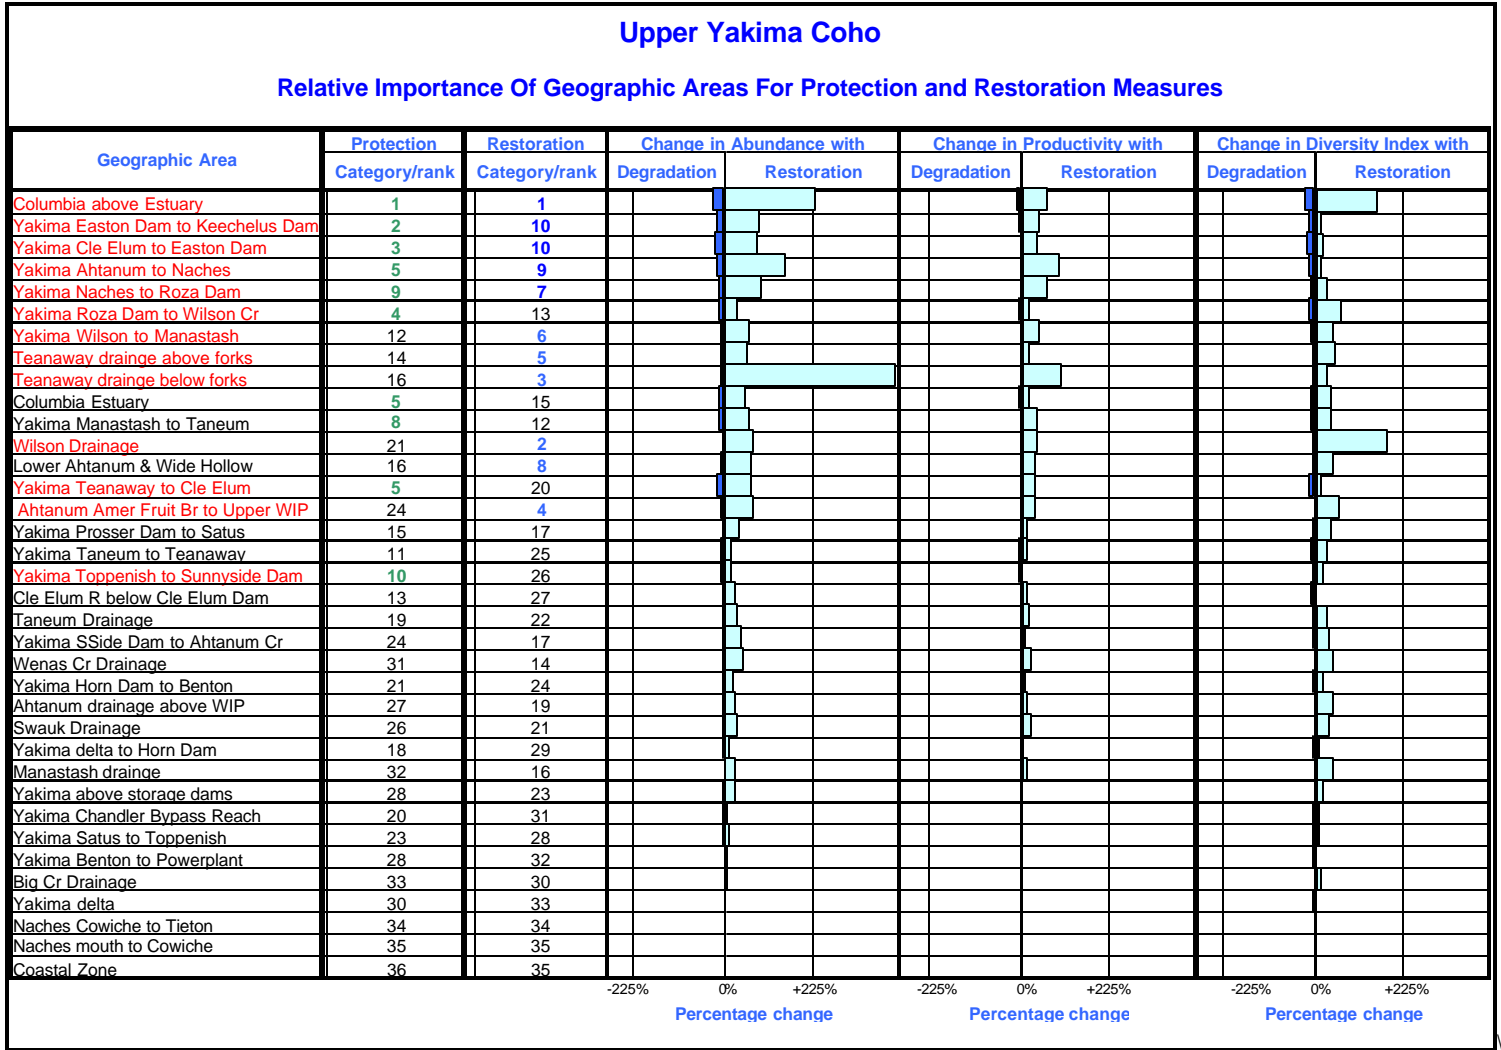 Upper Yakima Coho
Relative Importance Of Geographic Areas For Protection and Restoration Measures
Geographic Area Protection Restoration Change in Abundance with Change in Productivity with Change in Diversity Index with
Category/rank Category/rank Degradation Restoration Degradation Restoration Degradation Restoration
Columbia above Estuary 1 1
Yakima Easton Dam to Keechelus Dam 2 10
Yakima Cle Elum to Easton Dam 3 10
Yakima Ahtanum to Naches 5 9
Yakima Naches to Roza Dam 9 7
Yakima Roza Dam to Wilson Cr 4 13
Yakima Wilson to Manastash 12 6
Teanaway drainge above forks 14 5
Teanaway drainge below forks 16 3
Columbia Estuary 5 15
Yakima Manastash to Taneum 8 12
Wilson Drainage 21 2
Lower Ahtanum & Wide Hollow 16 8
Yakima Teanaway to Cle Elum 5 20
Ahtanum Amer Fruit Br to Upper WIP 24 4
Yakima Prosser Dam to Satus 15 17
Yakima Taneum to Teanaway 11 25
Yakima Toppenish to Sunnyside Dam 10 26
Cle Elum R below Cle Elum Dam 13 27
Taneum Drainage 19 22
Yakima SSide Dam to Ahtanum Cr 24 17
Wenas Cr Drainage 31 14
Yakima Horn Dam to Benton 21 24
Ahtanum drainage above WIP 27 19
Swauk Drainage 26 21
Yakima delta to Horn Dam 18 29
Manastash drainge 32 16
Yakima above storage dams 28 23
Yakima Chandler Bypass Reach 20 31
Yakima Satus to Toppenish 23 28
Yakima Benton to Powerplant 28 32
Big Cr Drainage 33 30
Yakima delta 30 33
Naches Cowiche to Tieton 34 34
Naches mouth to Cowiche 35 35
Coastal Zone 36 35
-225% 0% +225% -225% 0% +225% -225% 0% +225%
Percentage change Percentage change Percentage change